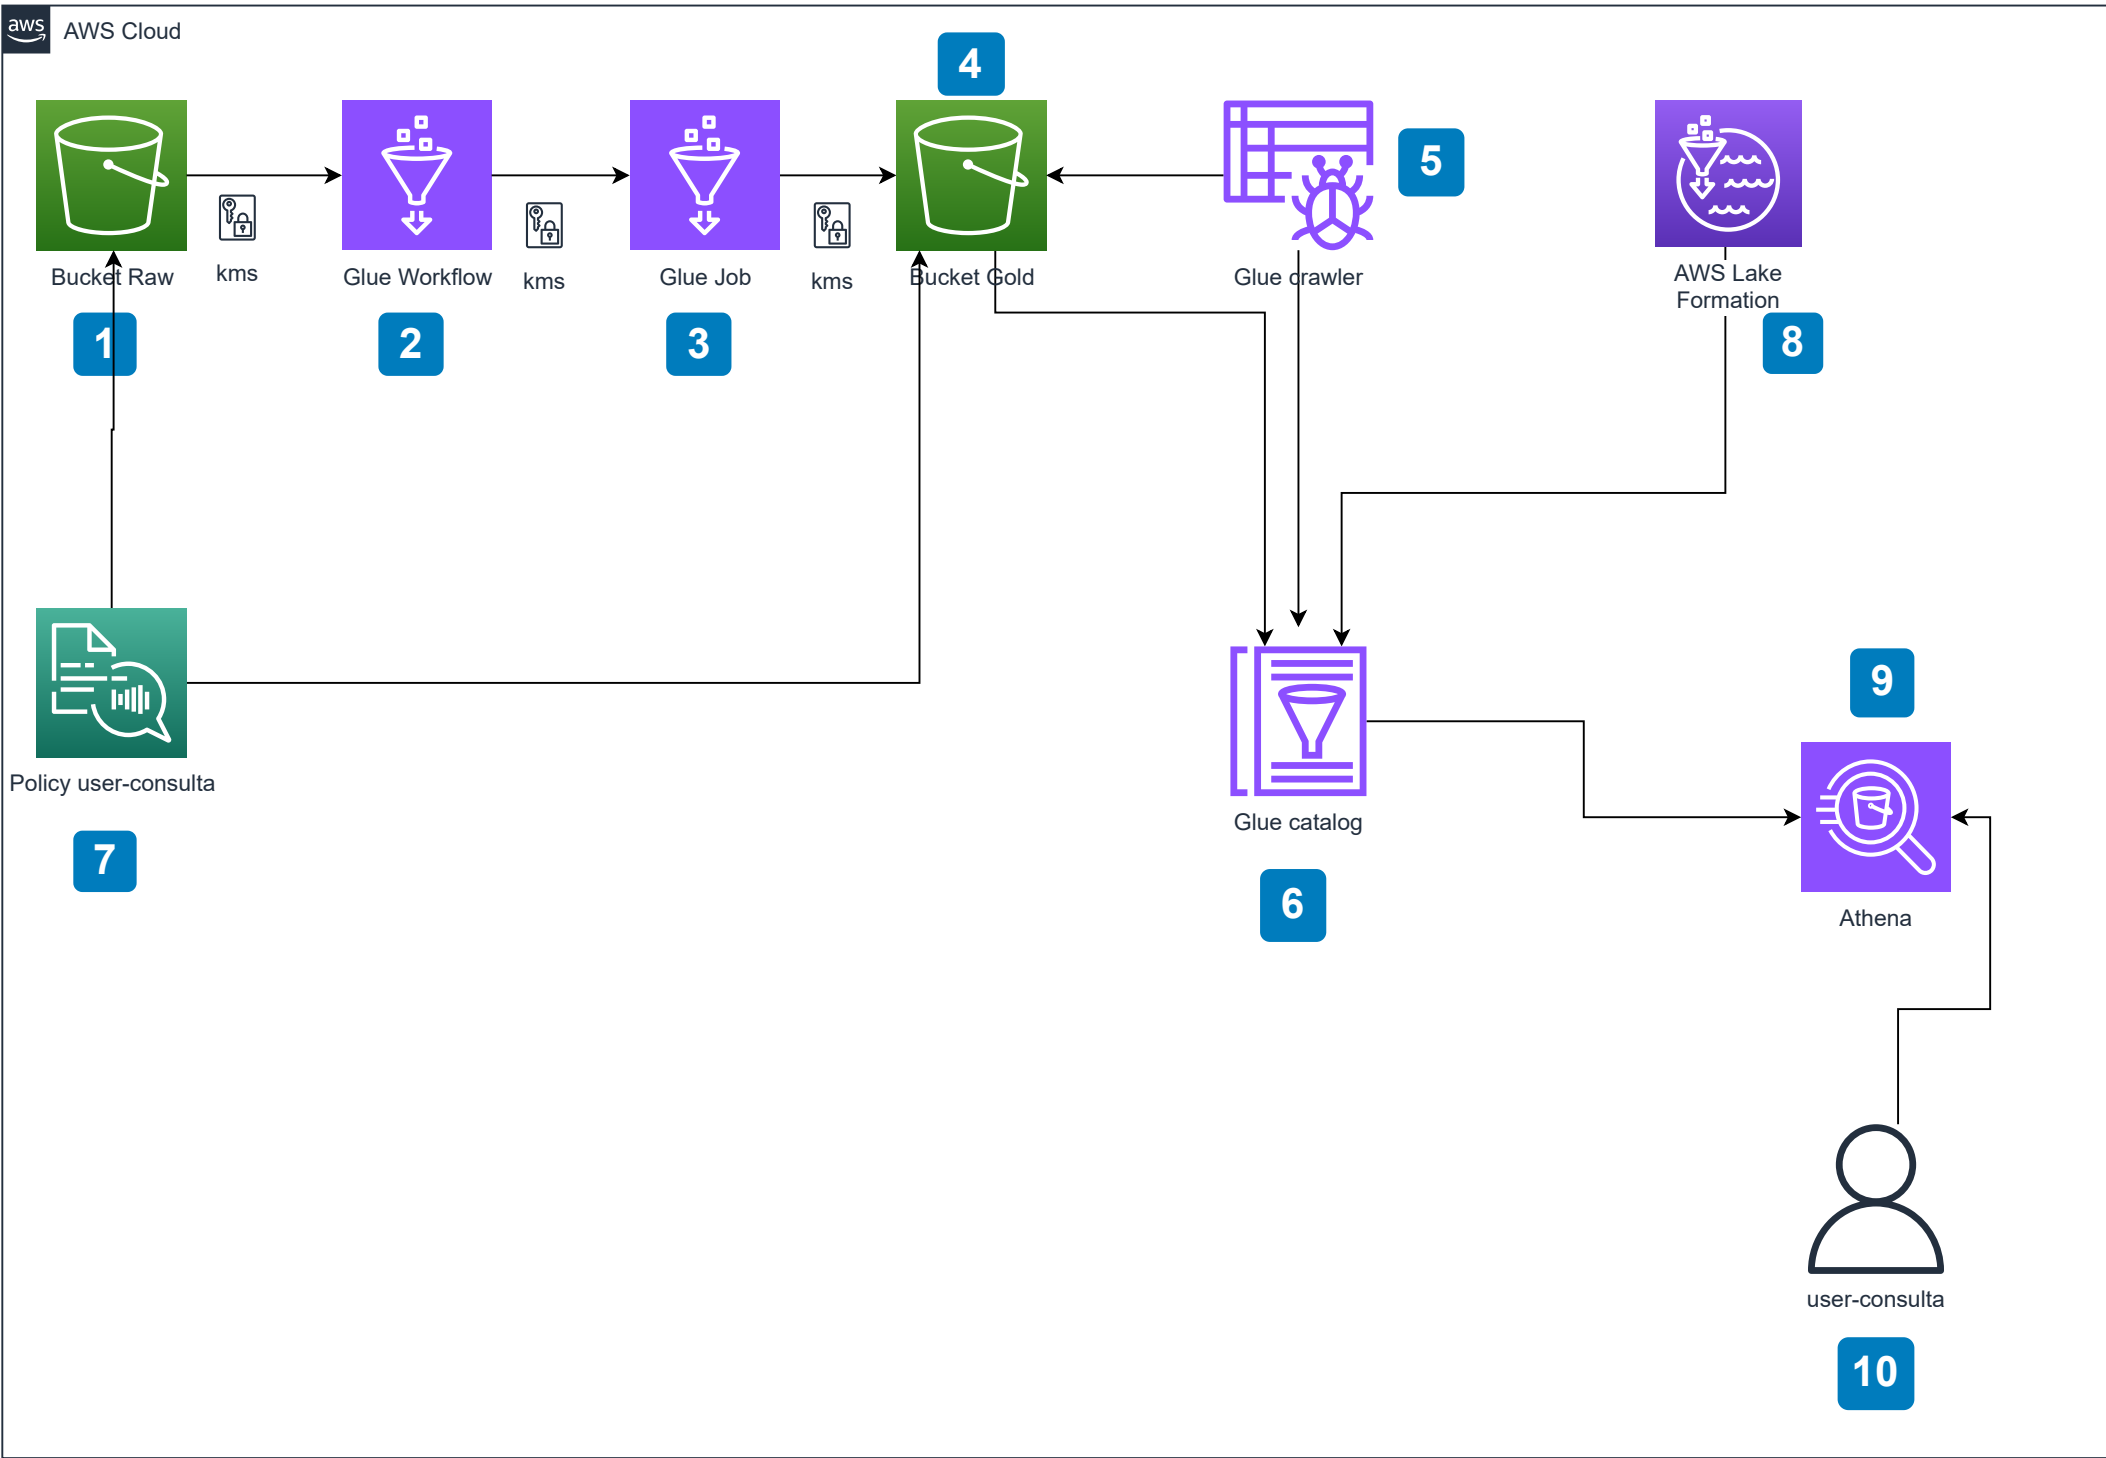 aws
AWS Cloud
4
5
Bucket Raw
kms
Glue Workflow
kms
Glue Job
kms
Bucket Gold
Glue crawler
AWS Lake
Formation
1
2
3
8
Policy user-consulta
7
Glue catalog
6
9
Athena
user-consulta
10